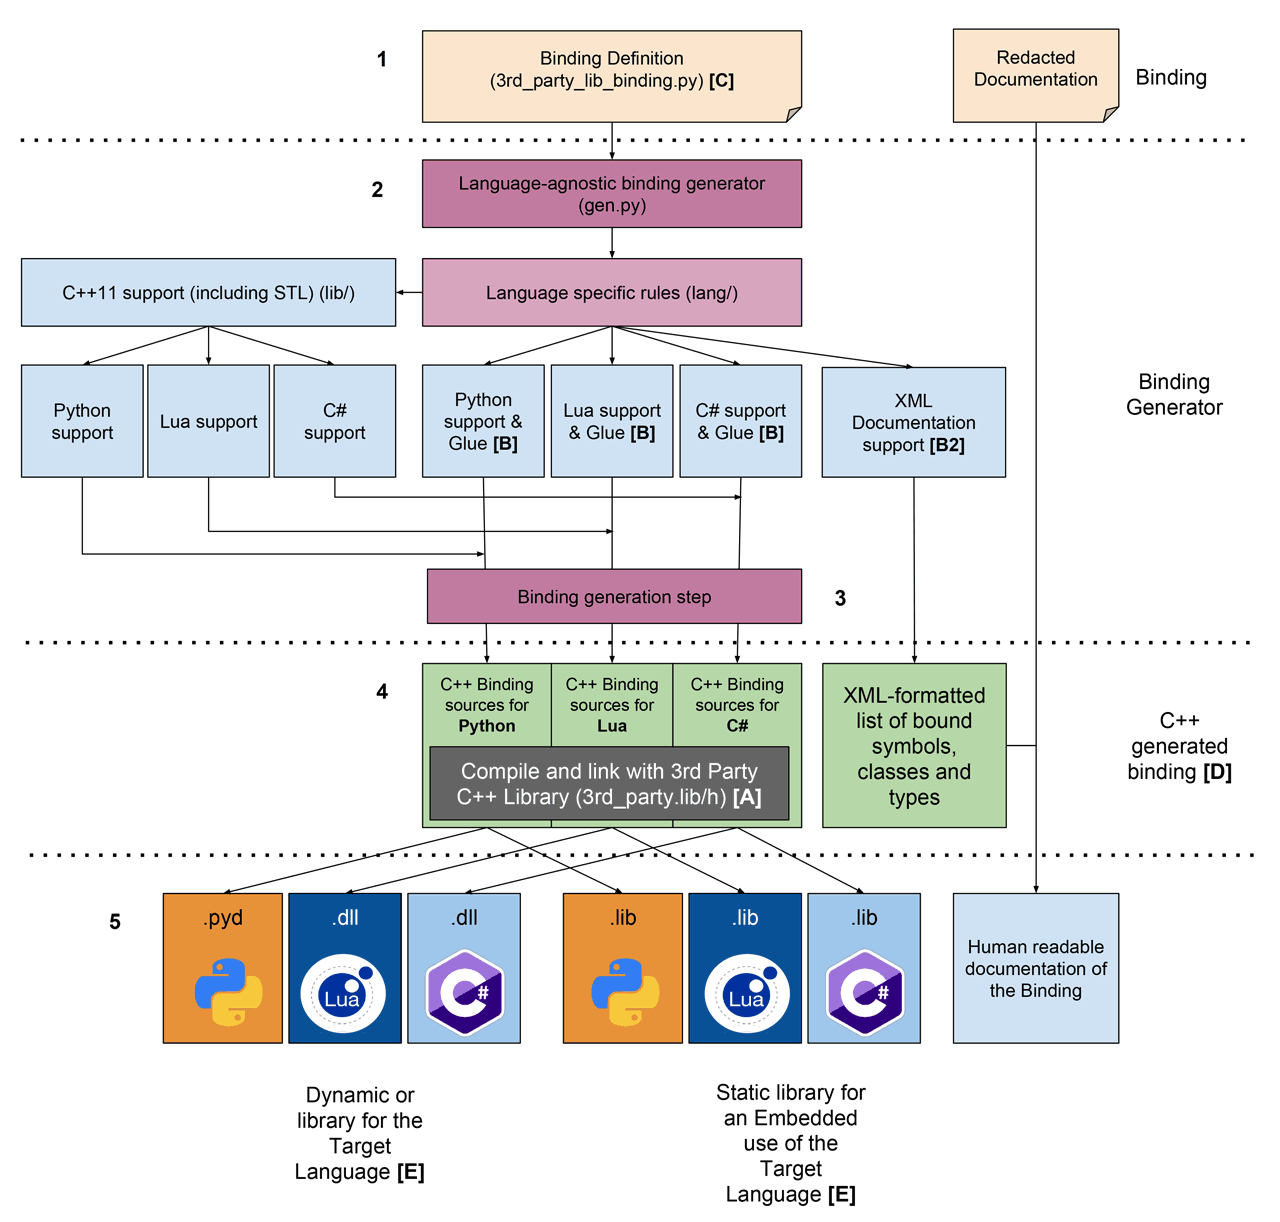 1
Binding Definition
(3rd_party_lib_binding.py) [C]
Redacted
Documentation
Binding
2
Language-agnostic binding generator
(gen.py)
C++11 support (including STL) (lib/)
Language specific rules (lang/)
Python
support
Lua support
C#
support
Python
support &
Glue [B]
Lua support
& Glue [B]
C# support
& Glue [B]
XML
Documentation
support [B2]
Binding
Generator
Binding generation step
3
4
C++ Binding
sources for
Python
C++ Binding
sources for
Lua
C++ Binding
sources for
C#
Compile and link with 3rd Party
C++ Library (3rd_party.lib/h) [A]
XML-formatted
list of bound
symbols,
classes and
types
C++
generated
binding [D]
5
.pyd
.dll
Lua
.dll
C#
.lib
.lib
Lua
.lib
C#
Human readable
documentation of
the Binding
Dynamic or
library for the
Target
Language [E]
Static library for
an Embedded
use of the
Target
Language [E]